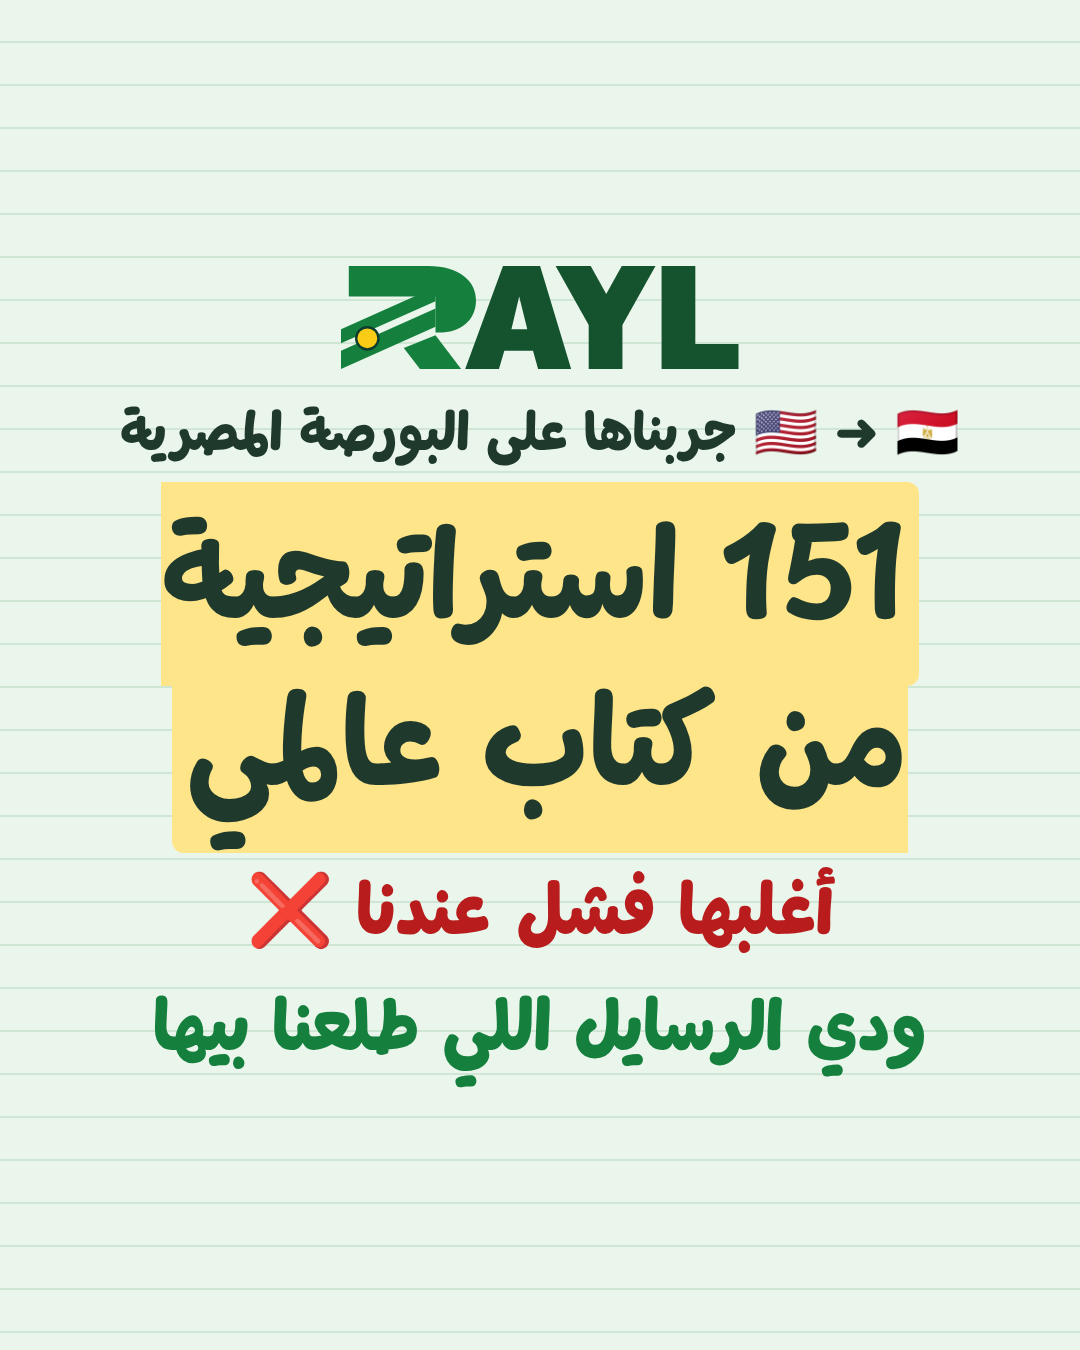 RAYL
🇪🇬 ← 🇺🇸 جربناها على البورصة المصرية
151 استراتيجية
من كتاب عالمي
أغلبها فشل عندنا ❌
ودي الرسايل اللي طلعنا بيها